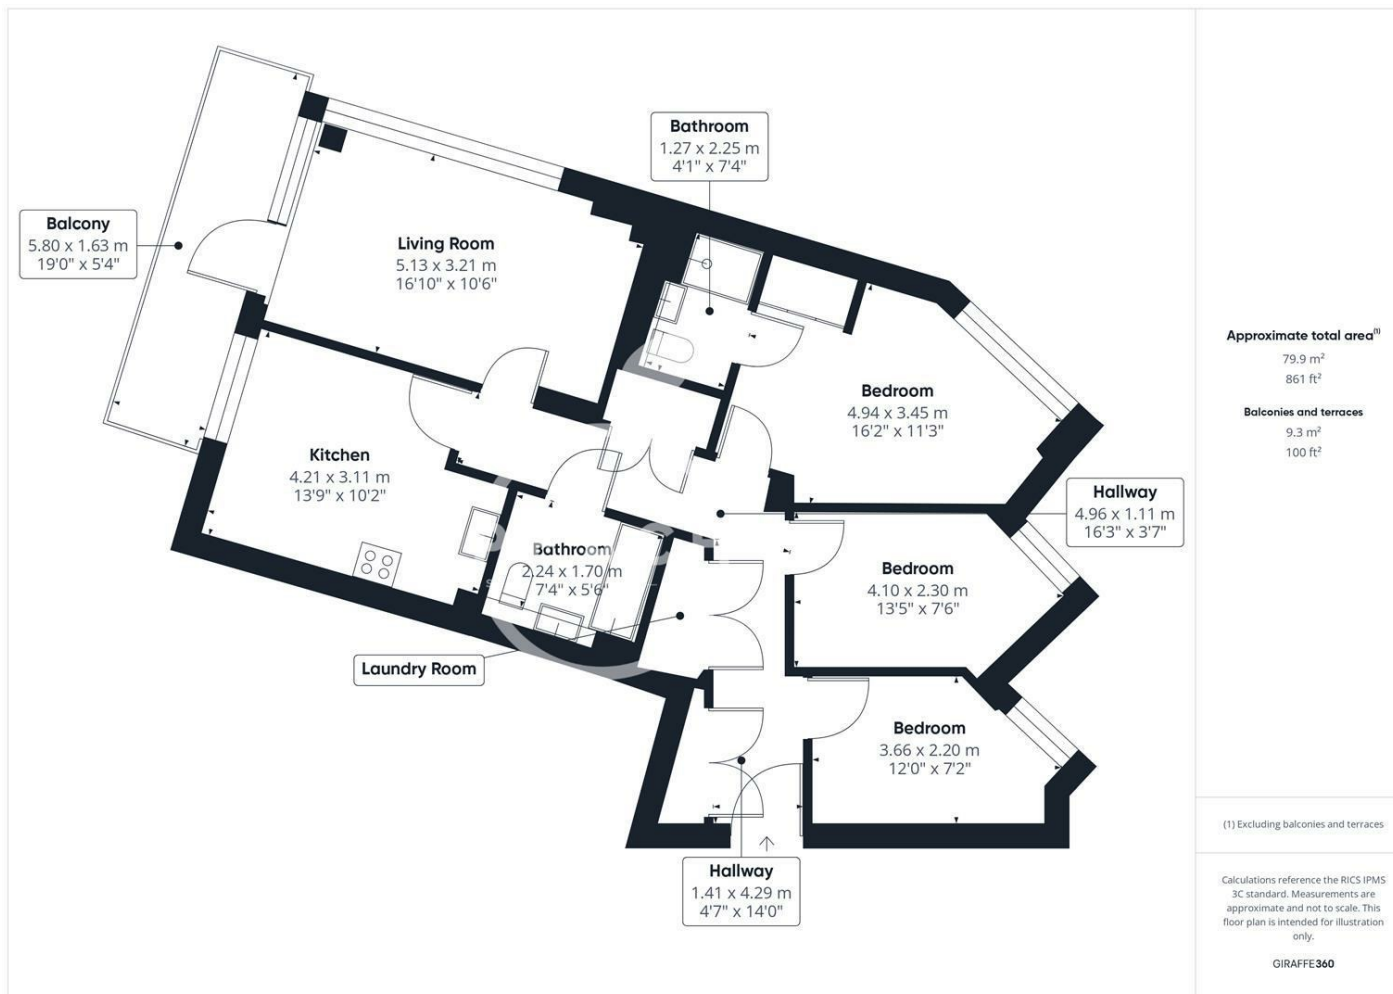 Bathroom
1.27 x 2.25 m
4'1" x 7'4"
Balcony
5.80 x 1.63 m
19'0" x 5'4"
Living Room
5.13 x 3.21 m
16'10" x 10'6"
Bedroom
4.94 x 3.45 m
16'2" x 11'3"
Kitchen
4.21 x 3.11 m
13'9" x 10'2"
Hallway
4.96 x 1.11 m
16'3" x 3'7"
Bathroom
2.24 x 1.70 m
7'4" x 5'6"
Bedroom
4.10 x 2.30 m
13'5" x 7'6"
Laundry Room
Bedroom
3.66 x 2.20 m
12'0" x 7'2"
Hallway
1.41 x 4.29 m
4'7" x 14'0"
Approximate total area(1)
79.9 m²
861 ft²
Balconies and terraces
9.3 m²
100 ft²
(1) Excluding balconies and terraces
Calculations reference the RICS IPMS
3C standard. Measurements are
approximate and not to scale. This
floor plan is intended for illustration
only.
GIRAFFE360